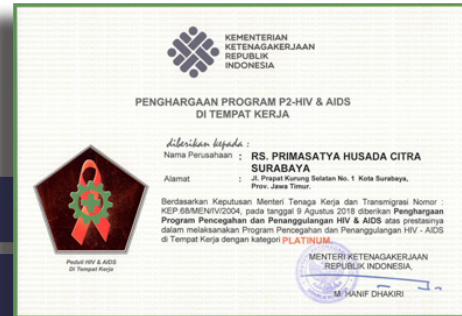 KEMENTERIAN
KETENAGAKERJAAN
REPUBLIK
INDONESIA
PENGHARGAAN PROGRAM P2-HIV & AIDS
DI TEMPAT KERJA
diberikan kepada :
Nama Perusahaan : RS. PRIMASATYA HUSADA CITRA
SURABAYA
Alamat : Jl. Prapat Kurung Selatan No. 1 Kota Surabaya,
Prov. Jawa Timur.
Berdasarkan Keputusan Menteri Tenaga Kerja dan Transmigrasi Nomor :
KEP.68/MEN/IV/2004, pada tanggal 9 Agustus 2018 diberikan Penghargaan
Program Pencegahan dan Penanggulangan HIV & AIDS atas prestasinya
dalam melaksanakan Program Pencegahan dan Penanggulangan HIV - AIDS
di Tempat Kerja dengan kategori PLATINUM.
Peduli HIV & AIDS
Di Tempat Kerja
MENTERI KETENAGAKERJAAN
REPUBLIK INDONESIA,
M. HANIF DHAKIRI